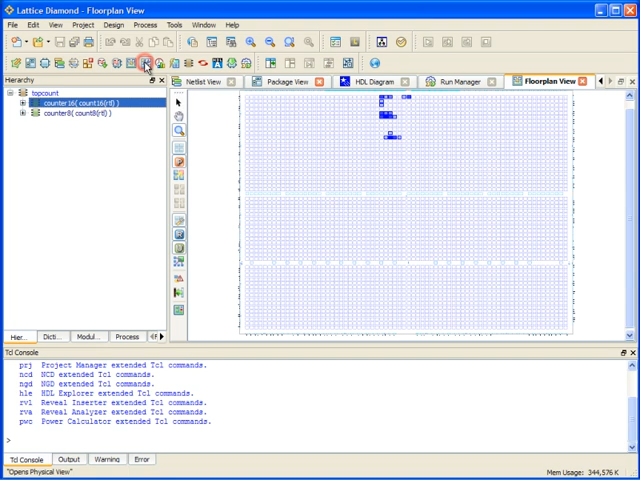 Lattice Diamond - Floorplan View
File Edit View Project Design Process Tools Window Help
Hierarchy
Netlist View Package View HDL Diagram Run Manager Floorplan View
topcount
counter16( count16(rtl) )
counter8( count8(rtl) )
Hier... Dicti... Modul... Process
Tcl Console
prj Project Manager extended Tcl commands.
ncd NCD extended Tcl commands.
ngd NGD extended Tcl commands.
hle HDL Explorer extended Tcl commands.
rvl Reveal Inserter extended Tcl commands.
rva Reveal Analyzer extended Tcl commands.
pwc Power Calculator extended Tcl commands.
>
Tcl Console Output Warning Error
"Opens Physical View" Mem Usage: 344,576 K